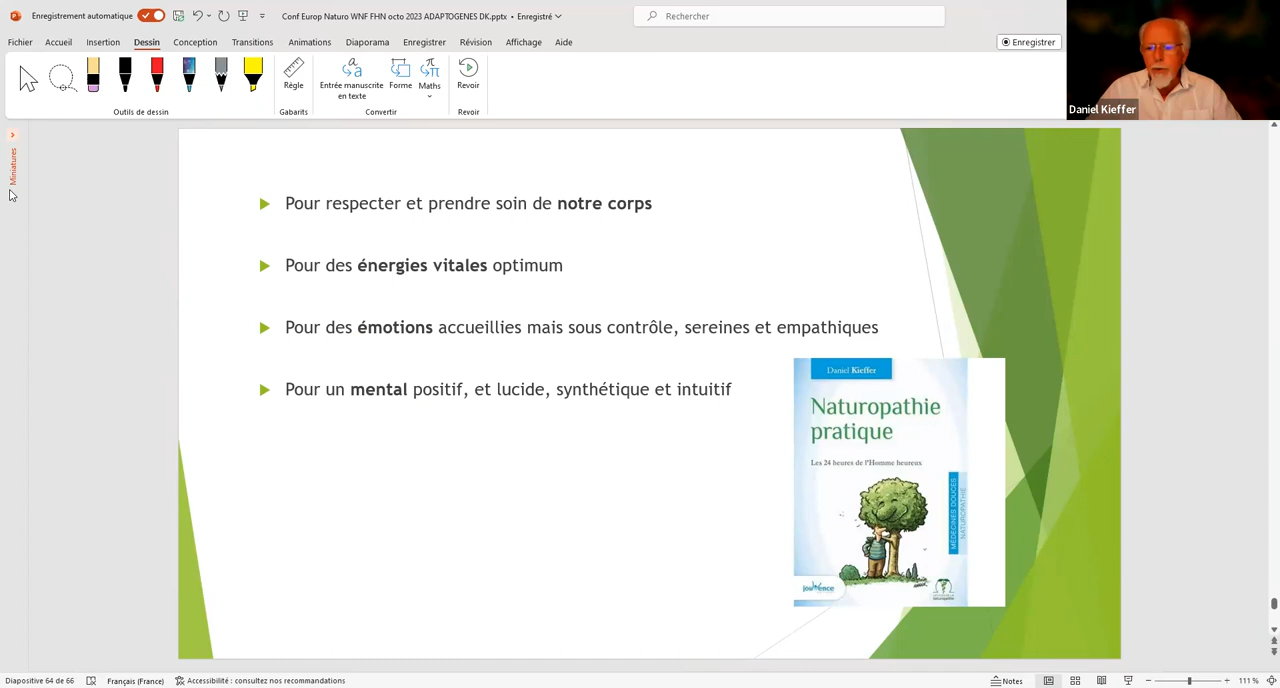 Enregistrement automatique
Conf Europ Naturo WNF FHN octo 2023 ADAPTOGENES DK.pptx • Enregistré
Rechercher
Fichier Accueil Insertion Dessin Conception Transitions Animations Diaporama Enregistrer Révision Affichage Aide
Enregistrer
Règle
Entrée manuscrite
en texte
Forme
Maths
Revoir
Outils de dessin
Gabarits
Convertir
Revoir
Daniel Kieffer
Miniatures
Pour respecter et prendre soin de notre corps
Pour des énergies vitales optimum
Pour des émotions accueillies mais sous contrôle, sereines et empathiques
Pour un mental positif, et lucide, synthétique et intuitif
Daniel Kieffer
Naturopathie
pratique
Les 24 heures de l'Homme heureux
MÉDECINES DOUCES
NATUROPATHIE
jouvence
Diapositive 64 de 66
Français (France)
Accessibilité : consultez nos recommandations
Notes
111 %